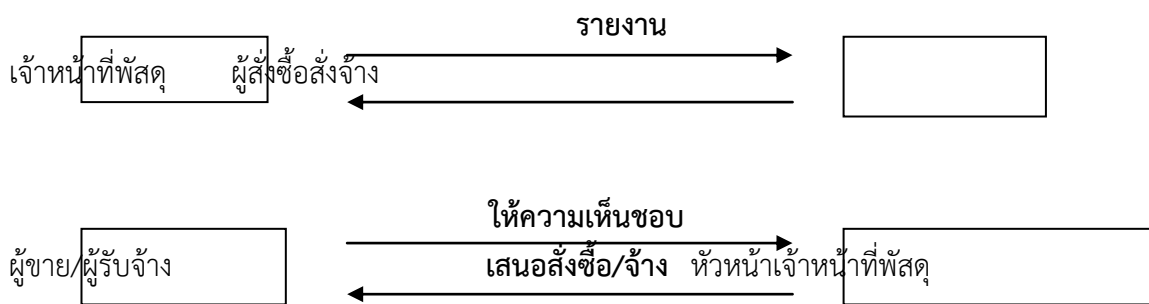 รายงาน
เจ้าหน้าที่พัสดุ ผู้สั่งซื้อสั่งจ้าง
ให้ความเห็นชอบ
ผู้ขาย/ผู้รับจ้าง เสนอสั่งซื้อ/จ้าง หัวหน้าเจ้าหน้าที่พัสดุ